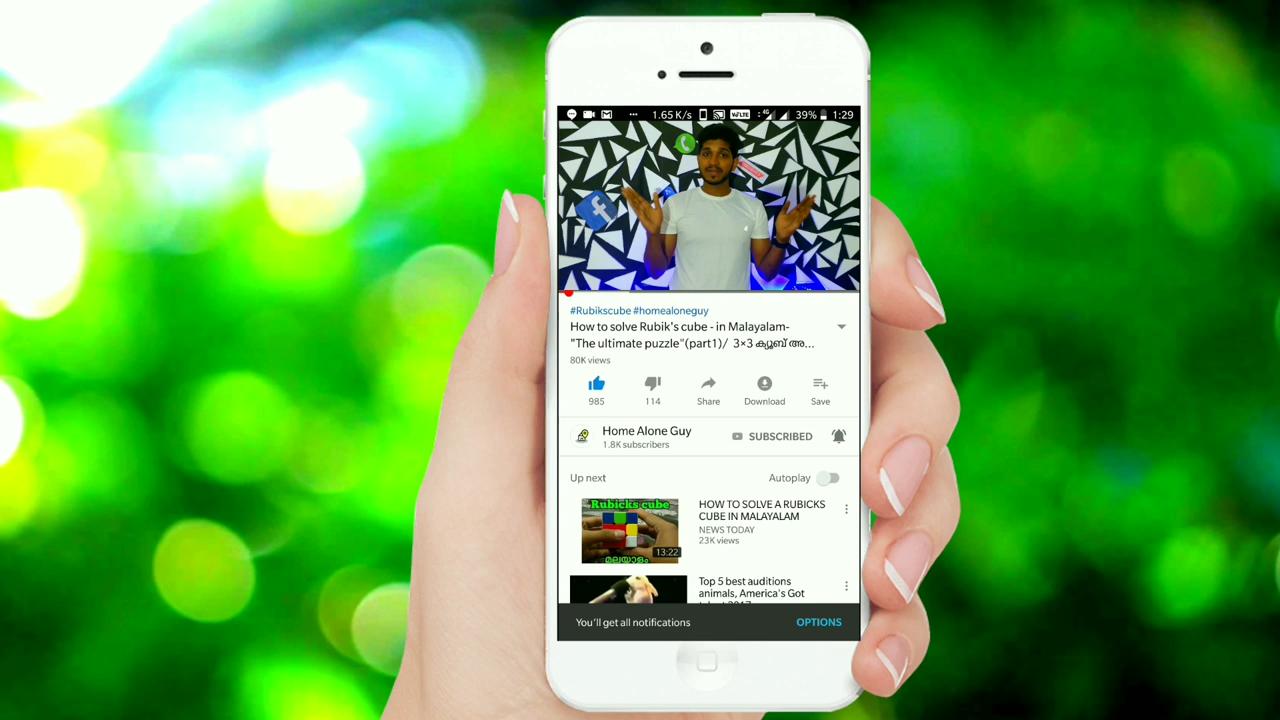 1.65 K/s VoLTE 4G 39% 1:29
#Rubikscube #homealoneguy
How to solve Rubik's cube - in Malayalam-
"The ultimate puzzle"(part1)/ 3×3 ക്യൂബ് അ...
80K views
985 114 Share Download Save
Home Alone Guy
1.8K subscribers
SUBSCRIBED
Up next Autoplay
Rubicks cube
13:22
മലയാളം
HOW TO SOLVE A RUBICKS
CUBE IN MALAYALAM
NEWS TODAY
23K views
Top 5 best auditions
animals, America's Got
You'll get all notifications OPTIONS